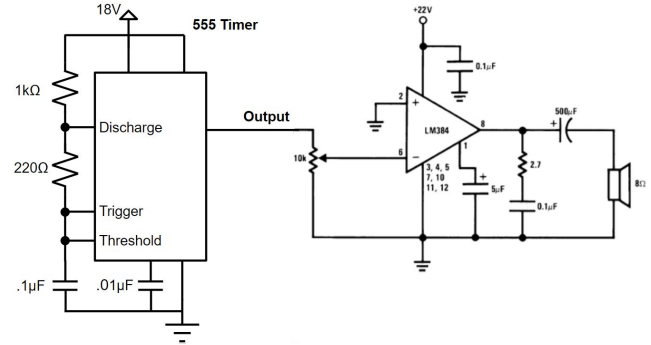 18V
555 Timer
1kΩ
Discharge
220Ω
Trigger
Threshold
.1µF
.01µF
Output
10k
+22V
0.1µF
2
+
LM384
8
6
−
1
3, 4, 5
7, 10
11, 12
+
5µF
2.7
0.1µF
500µF
+
8Ω